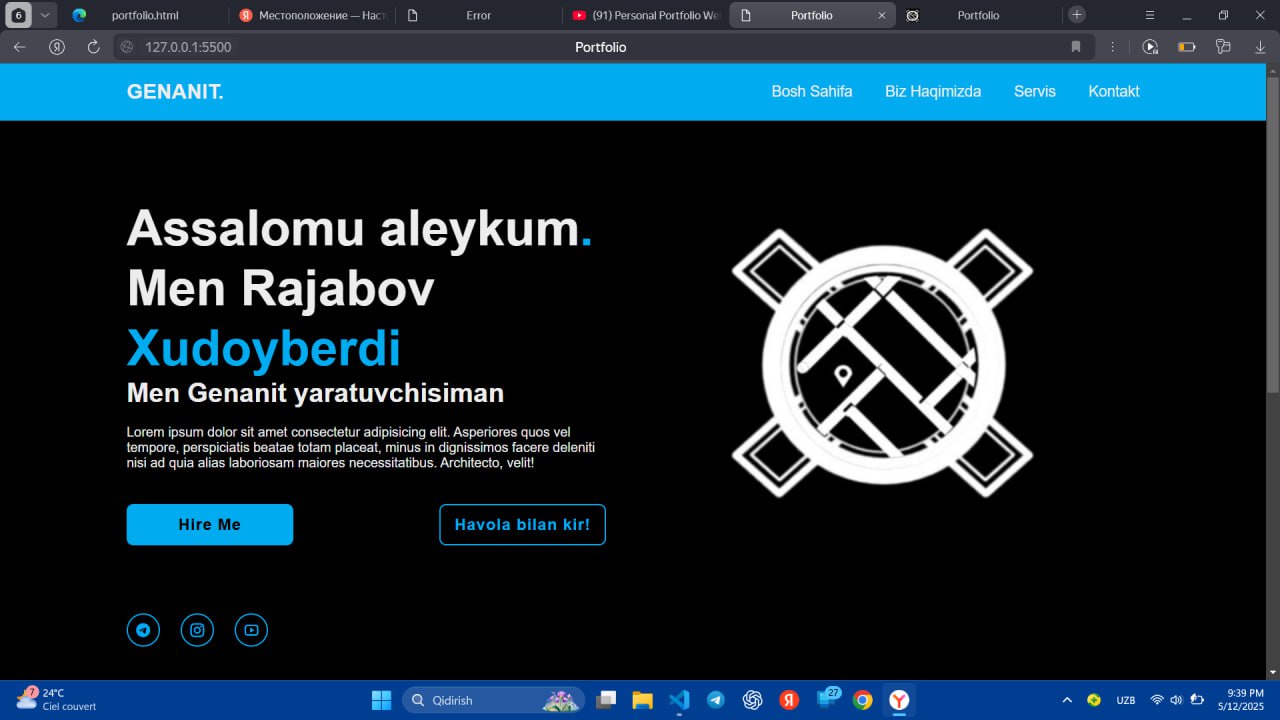 6
portfolio.html
Местоположение — Наст
Error
(91) Personal Portfolio We
Portfolio
Portfolio
127.0.0.1:5500
Portfolio
GENANIT.
Bosh Sahifa
Biz Haqimizda
Servis
Kontakt
Assalomu aleykum.
Men Rajabov
Xudoyberdi
Men Genanit yaratuvchisiman
Lorem ipsum dolor sit amet consectetur adipisicing elit. Asperiores quos vel
tempore, perspiciatis beatae totam placeat, minus in dignissimos facere deleniti
nisi ad quia alias laboriosam maiores necessitatibus. Architecto, velit!
Hire Me
Havola bilan kir!
7
24°C
Ciel couvert
Qidirish
27
UZB
9:39 PM
5/12/2025